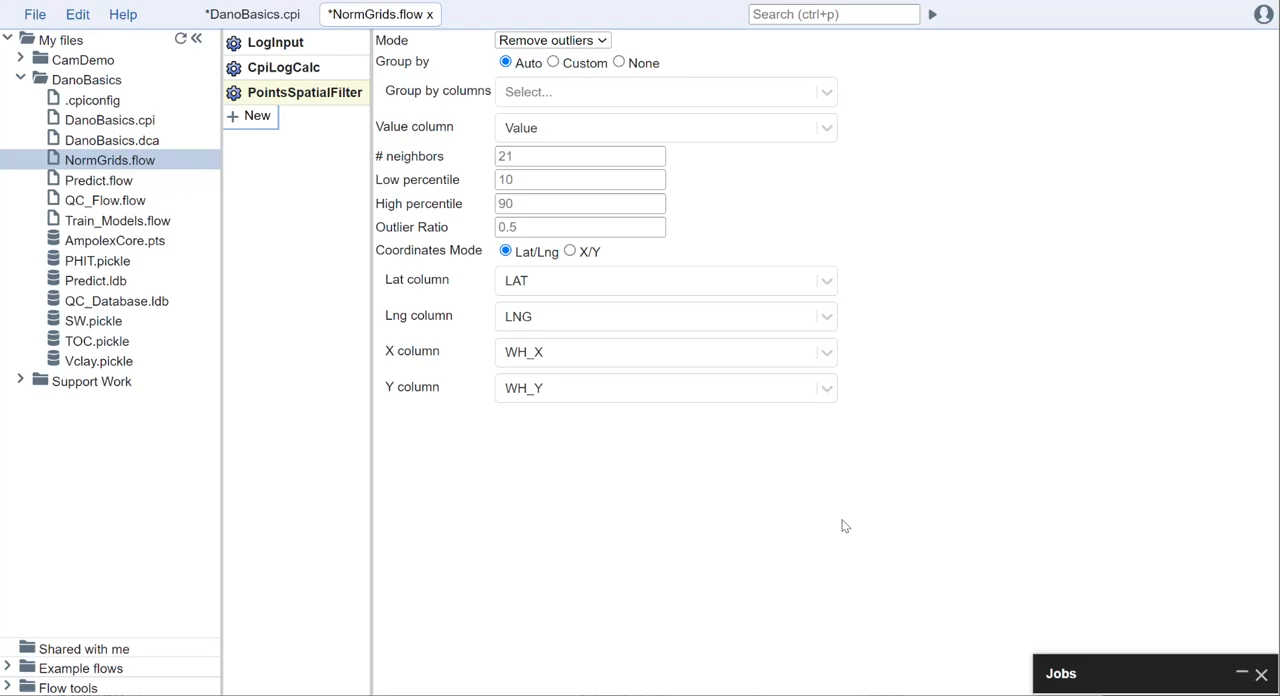 File Edit Help *DanoBasics.cpi *NormGrids.flow x Search (ctrl+p)
My files
CamDemo
DanoBasics
.cpiconfig
DanoBasics.cpi
DanoBasics.dca
NormGrids.flow
Predict.flow
QC_Flow.flow
Train_Models.flow
AmpolexCore.pts
PHIT.pickle
Predict.ldb
QC_Database.ldb
SW.pickle
TOC.pickle
Vclay.pickle
Support Work
Shared with me
Example flows
Flow tools
LogInput
CpiLogCalc
PointsSpatialFilter
+ New
Mode Remove outliers
Group by Auto Custom None
Group by columns Select...
Value column Value
# neighbors 21
Low percentile 10
High percentile 90
Outlier Ratio 0.5
Coordinates Mode Lat/Lng X/Y
Lat column LAT
Lng column LNG
X column WH_X
Y column WH_Y
Jobs